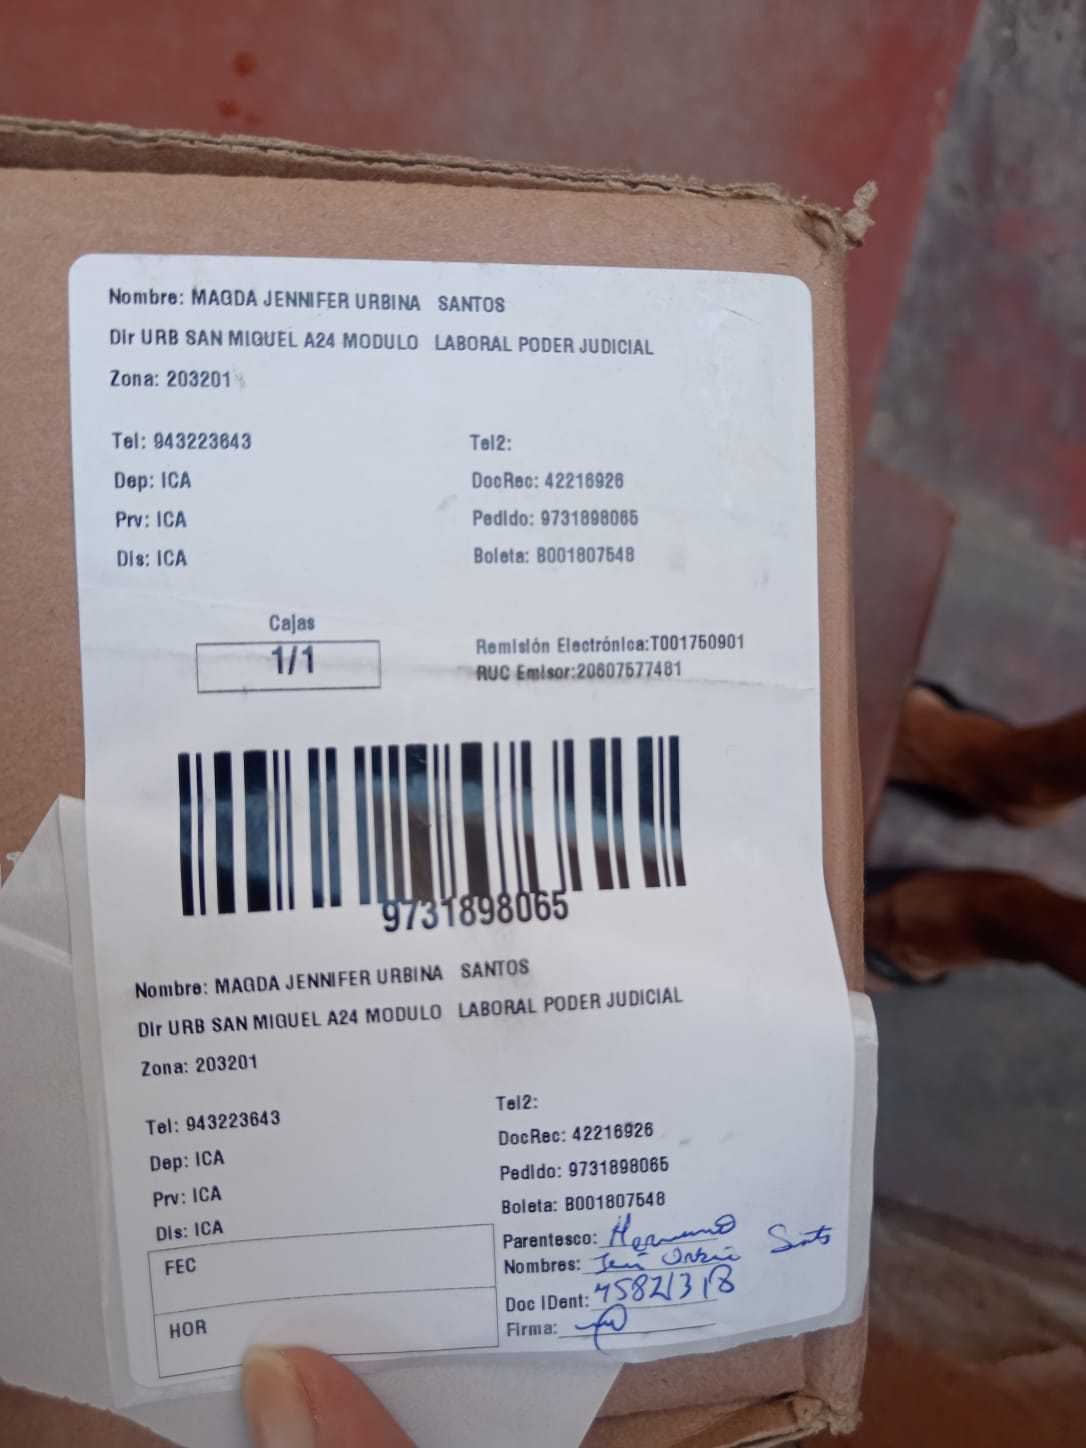 Nombre: MAGDA JENNIFER URBINA SANTOS
Dir URB SAN MIGUEL A24 MODULO LABORAL PODER JUDICIAL
Zona: 203201
Tel: 943223643 Tel2:
Dep: ICA DocRec: 42216926
Prv: ICA Pedido: 9731898065
Dis: ICA Boleta: B001807548
Cajas
1/1
Remisión Electrónica:T001750901
RUC Emisor:20607577481
9731898065
Nombre: MAGDA JENNIFER URBINA SANTOS
Dir URB SAN MIGUEL A24 MODULO LABORAL PODER JUDICIAL
Zona: 203201
Tel: 943223643 Tel2:
Dep: ICA DocRec: 42216926
Prv: ICA Pedido: 9731898065
Dis: ICA Boleta: B001807548
FEC Parentesco: Hermano
Nombres:
HOR Doc IDent: 45821318
Firma: